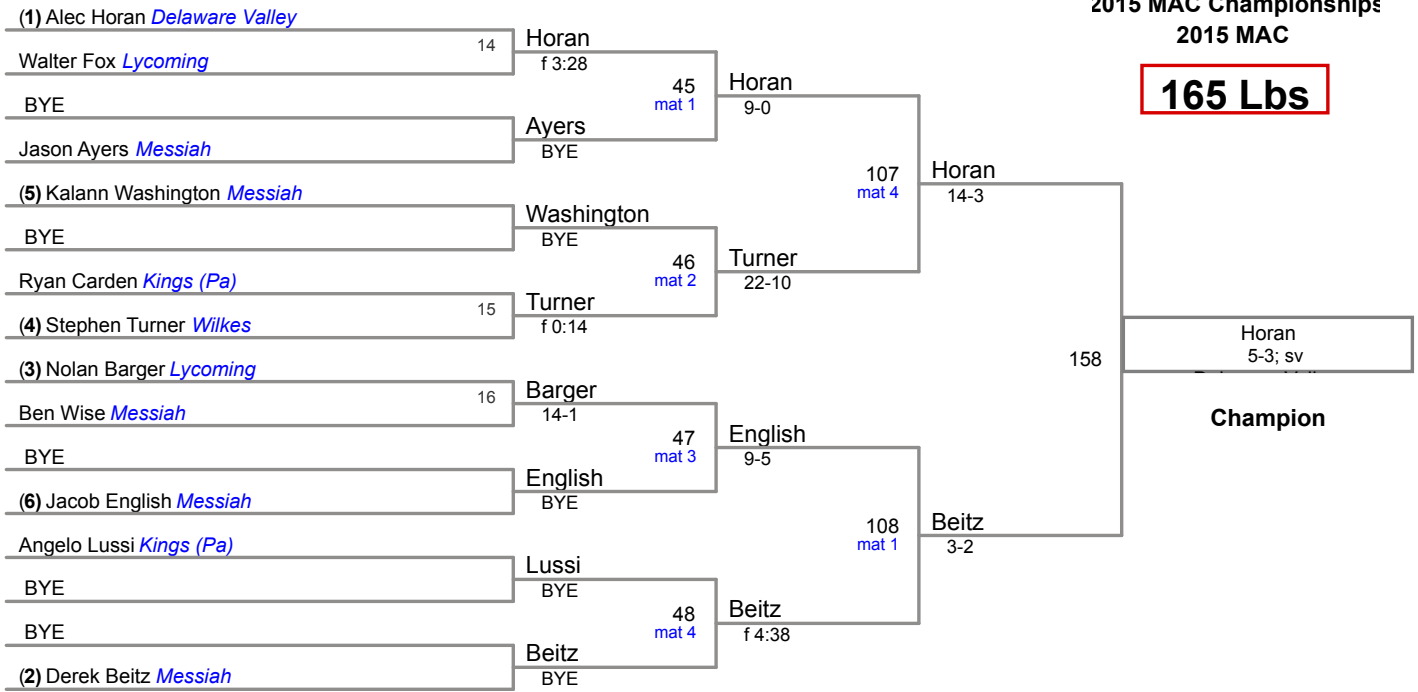 2015 MAC Championships
2015 MAC
165 Lbs
(1) Alec Horan Delaware Valley
Walter Fox Lycoming
BYE
Jason Ayers Messiah
(5) Kalann Washington Messiah
BYE
Ryan Carden Kings (Pa)
(4) Stephen Turner Wilkes
(3) Nolan Barger Lycoming
Ben Wise Messiah
BYE
(6) Jacob English Messiah
Angelo Lussi Kings (Pa)
BYE
BYE
(2) Derek Beitz Messiah
14
15
16
Horan
f 3:28
Ayers
BYE
Washington
BYE
Turner
f 0:14
Barger
14-1
English
BYE
Lussi
BYE
Beitz
BYE
45
mat 1
46
mat 2
47
mat 3
48
mat 4
Horan
9-0
Turner
22-10
English
9-5
Beitz
f 4:38
107
mat 4
108
mat 1
Horan
14-3
Beitz
3-2
158
Horan
5-3; sv
Champion